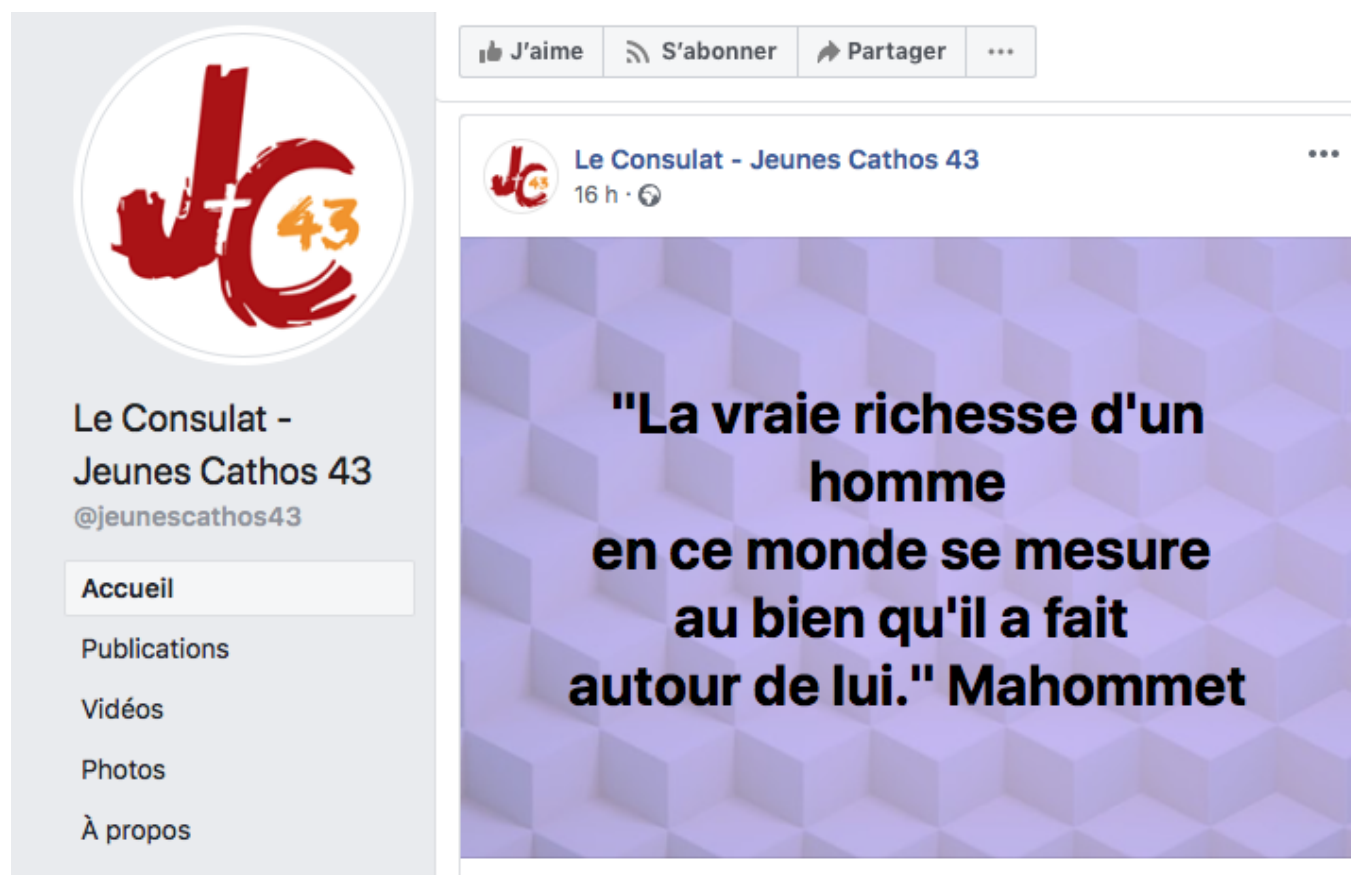 J'aime
S'abonner
Partager
JC 43
Le Consulat -
Jeunes Cathos 43
@jeunescathos43
Accueil
Publications
Vidéos
Photos
À propos
JC 43
Le Consulat - Jeunes Cathos 43
16 h ·
"La vraie richesse d'un
homme
en ce monde se mesure
au bien qu'il a fait
autour de lui." Mahommet